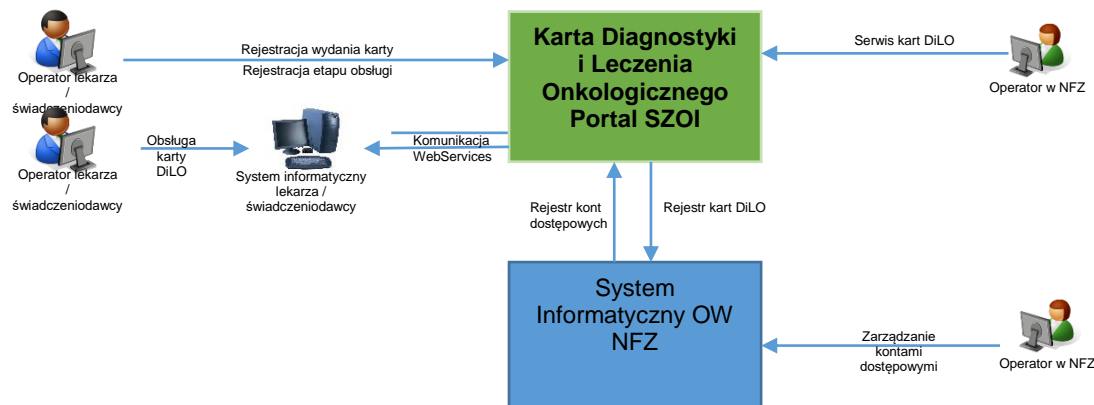 Karta Diagnostyki
i Leczenia
Onkologicznego
Portal SZOI
Rejestracja wydania karty
Rejestracja etapu obsługi
Serwis kart DiLO
Operator w NFZ
Operator lekarza
/
świadczeniodawcy
Operator lekarza
/
świadczeniodawcy
Obsługa
karty
DiLO
System informatyczny
lekarza /
świadczeniodawcy
Komunikacja
WebServices
Rejestr kont
dostępowych
Rejestr kart DiLO
System
Informatyczny OW
NFZ
Zarządzanie
kontami
dostępowymi
Operator w NFZ